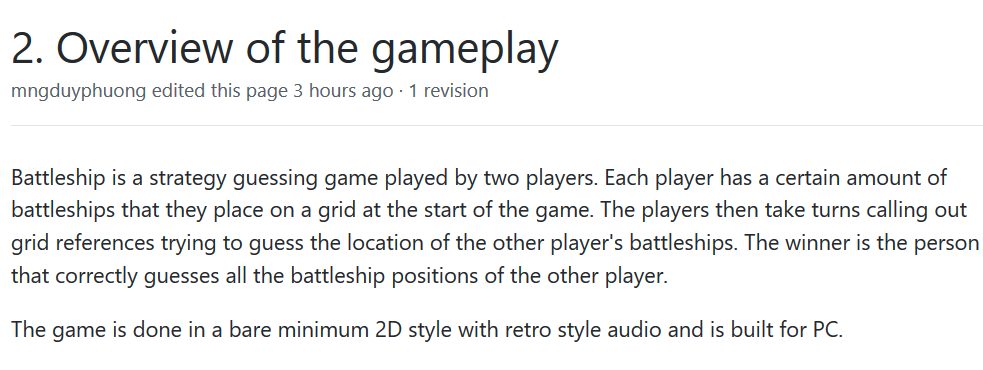 2. Overview of the gameplay
mngduyphuong edited this page 3 hours ago · 1 revision
Battleship is a strategy guessing game played by two players. Each player has a certain amount of
battleships that they place on a grid at the start of the game. The players then take turns calling out
grid references trying to guess the location of the other player's battleships. The winner is the person
that correctly guesses all the battleship positions of the other player.
The game is done in a bare minimum 2D style with retro style audio and is built for PC.